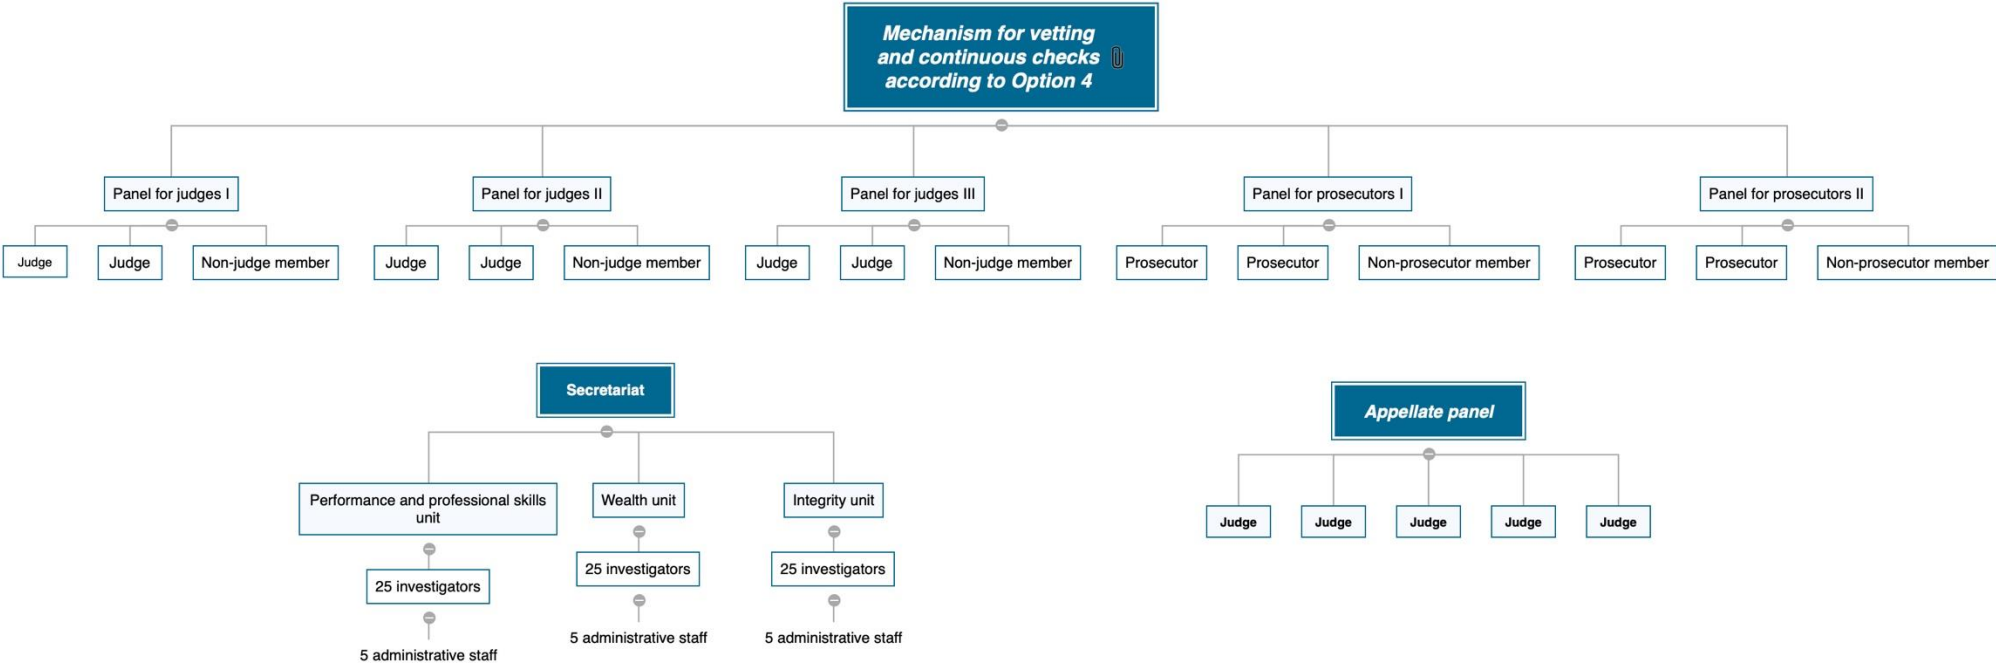 Mechanism for vetting
and continuous checks
according to Option 4
Panel for judges I
Panel for judges II
Panel for judges III
Panel for prosecutors I
Panel for prosecutors II
Judge
Judge
Non-judge member
Judge
Judge
Non-judge member
Judge
Judge
Non-judge member
Prosecutor
Prosecutor
Non-prosecutor member
Prosecutor
Prosecutor
Non-prosecutor member
Secretariat
Performance and professional skills
unit
Wealth unit
Integrity unit
25 investigators
25 investigators
25 investigators
5 administrative staff
5 administrative staff
5 administrative staff
Appellate panel
Judge
Judge
Judge
Judge
Judge